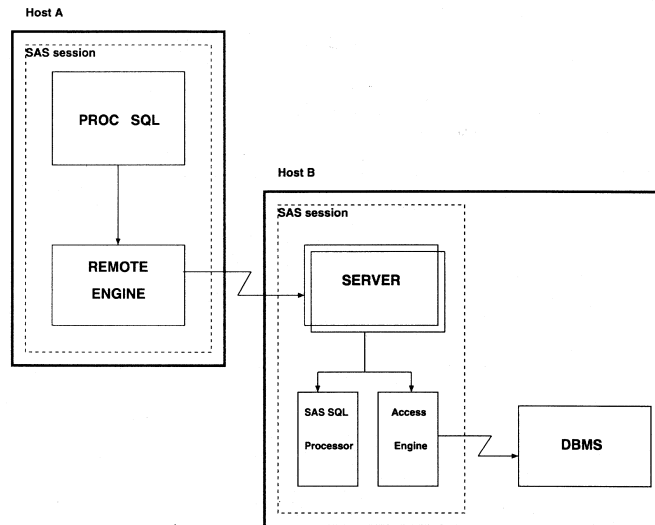 Host A
SAS session
PROC SQL
REMOTE
ENGINE
Host B
SAS session
SERVER
SAS SQL
Processor
Access
Engine
DBMS